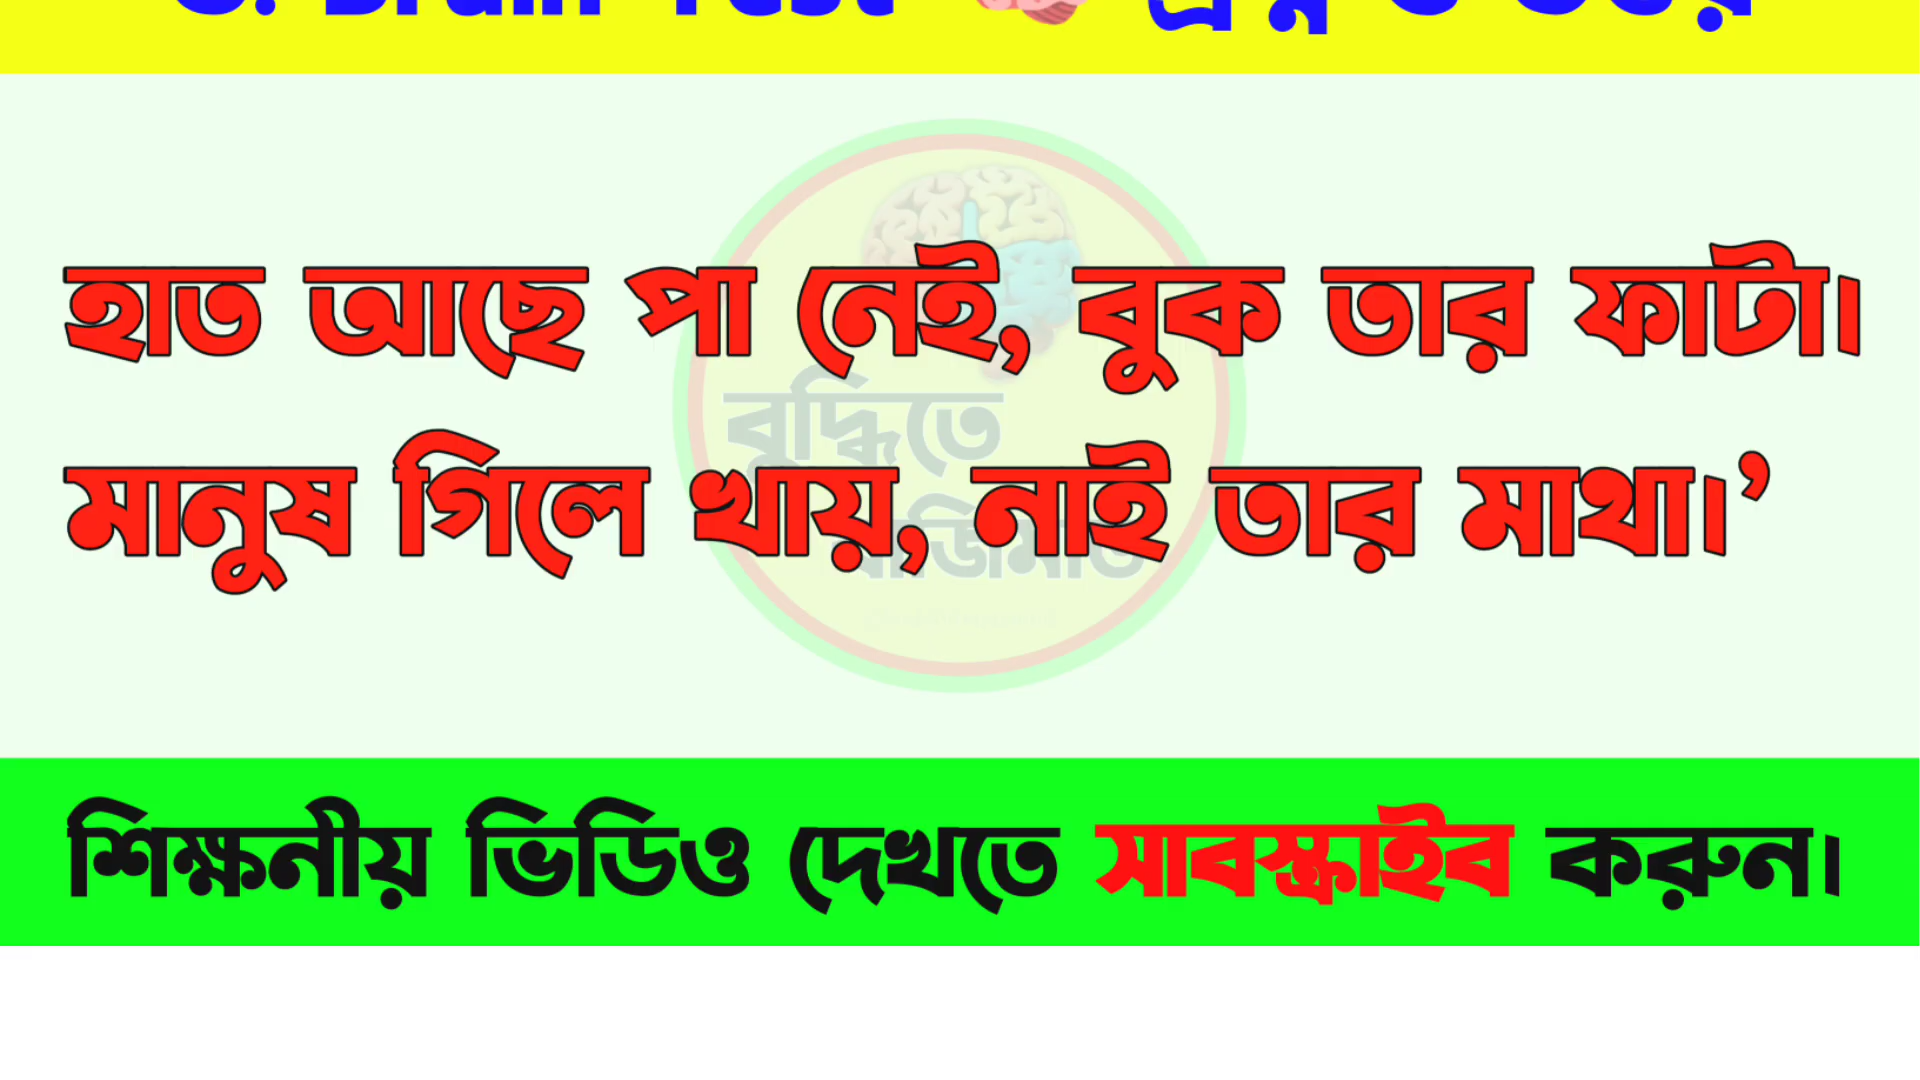 হাত আছে পা নেই, বুক তার ফাটা।
মানুষ গিলে খায়, নাই তার মাথা।’
বুদ্ধিতে
শিক্ষনীয় ভিডিও দেখতে সাবস্ক্রাইব করুন।